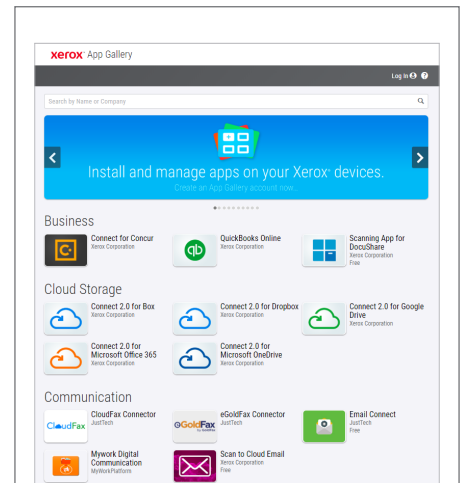 xerox™ App Gallery
Log In
Search by Name or Company
Install and manage apps on your Xerox® devices.
Create an App Gallery account now...
Business
Connect for Concur
Xerox Corporation
QuickBooks Online
Xerox Corporation
Scanning App for
DocuShare
Xerox Corporation
Free
Cloud Storage
Connect 2.0 for Box
Xerox Corporation
Connect 2.0 for Dropbox
Xerox Corporation
Connect 2.0 for Google
Drive
Xerox Corporation
Connect 2.0 for
Microsoft Office 365
Xerox Corporation
Connect 2.0 for
Microsoft OneDrive
Xerox Corporation
Communication
CloudFax
CloudFax Connector
JustTech
eGoldFax
eGoldFax Connector
JustTech
Email Connect
JustTech
Free
Mywork Digital
Communication
MyWorkPlatform
Scan to Cloud Email
Xerox Corporation
Free